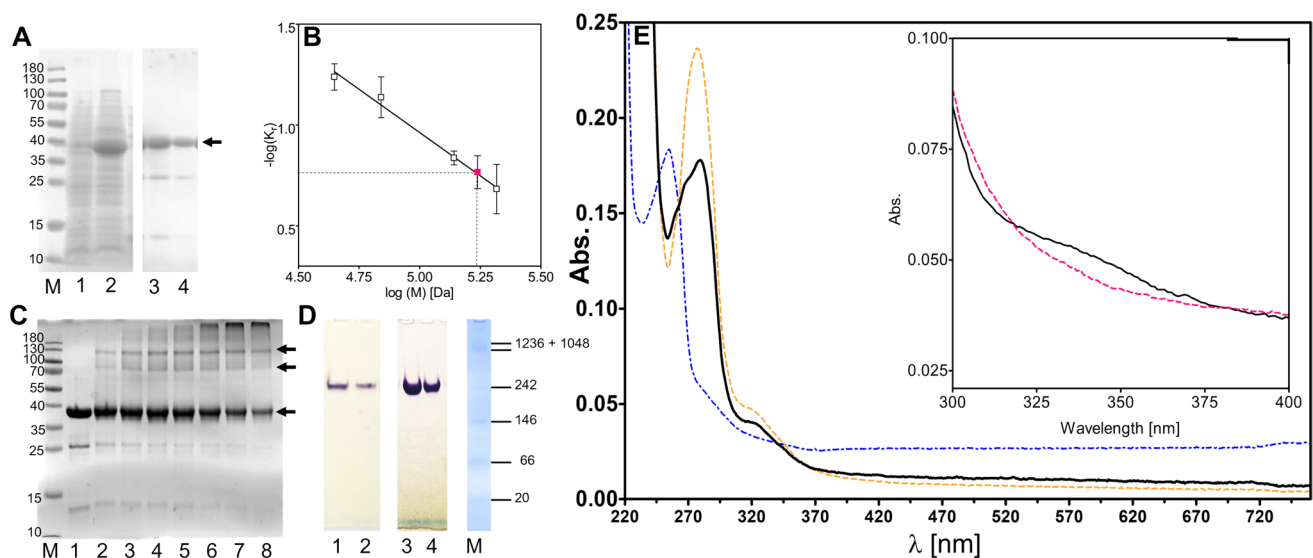 A
180
130
100
70
55
40
35
25
15
10
M 1 2 3 4
B
1.5
1.0
0.5
-log(Kr)
4.50 4.75 5.00 5.25 5.50
log (M) [Da]
C
180
130
100
70
55
40
35
25
15
10
M 1 2 3 4 5 6 7 8
D
1236 + 1048
242
146
66
20
1 2 3 4 M
E
0.25
0.20
0.15
0.10
0.05
0.00
Abs.
220 270 320 370 420 470 520 570 620 670 720
λ [nm]
0.100
0.075
0.050
0.025
Abs.
300 325 350 375 400
Wavelength [nm]